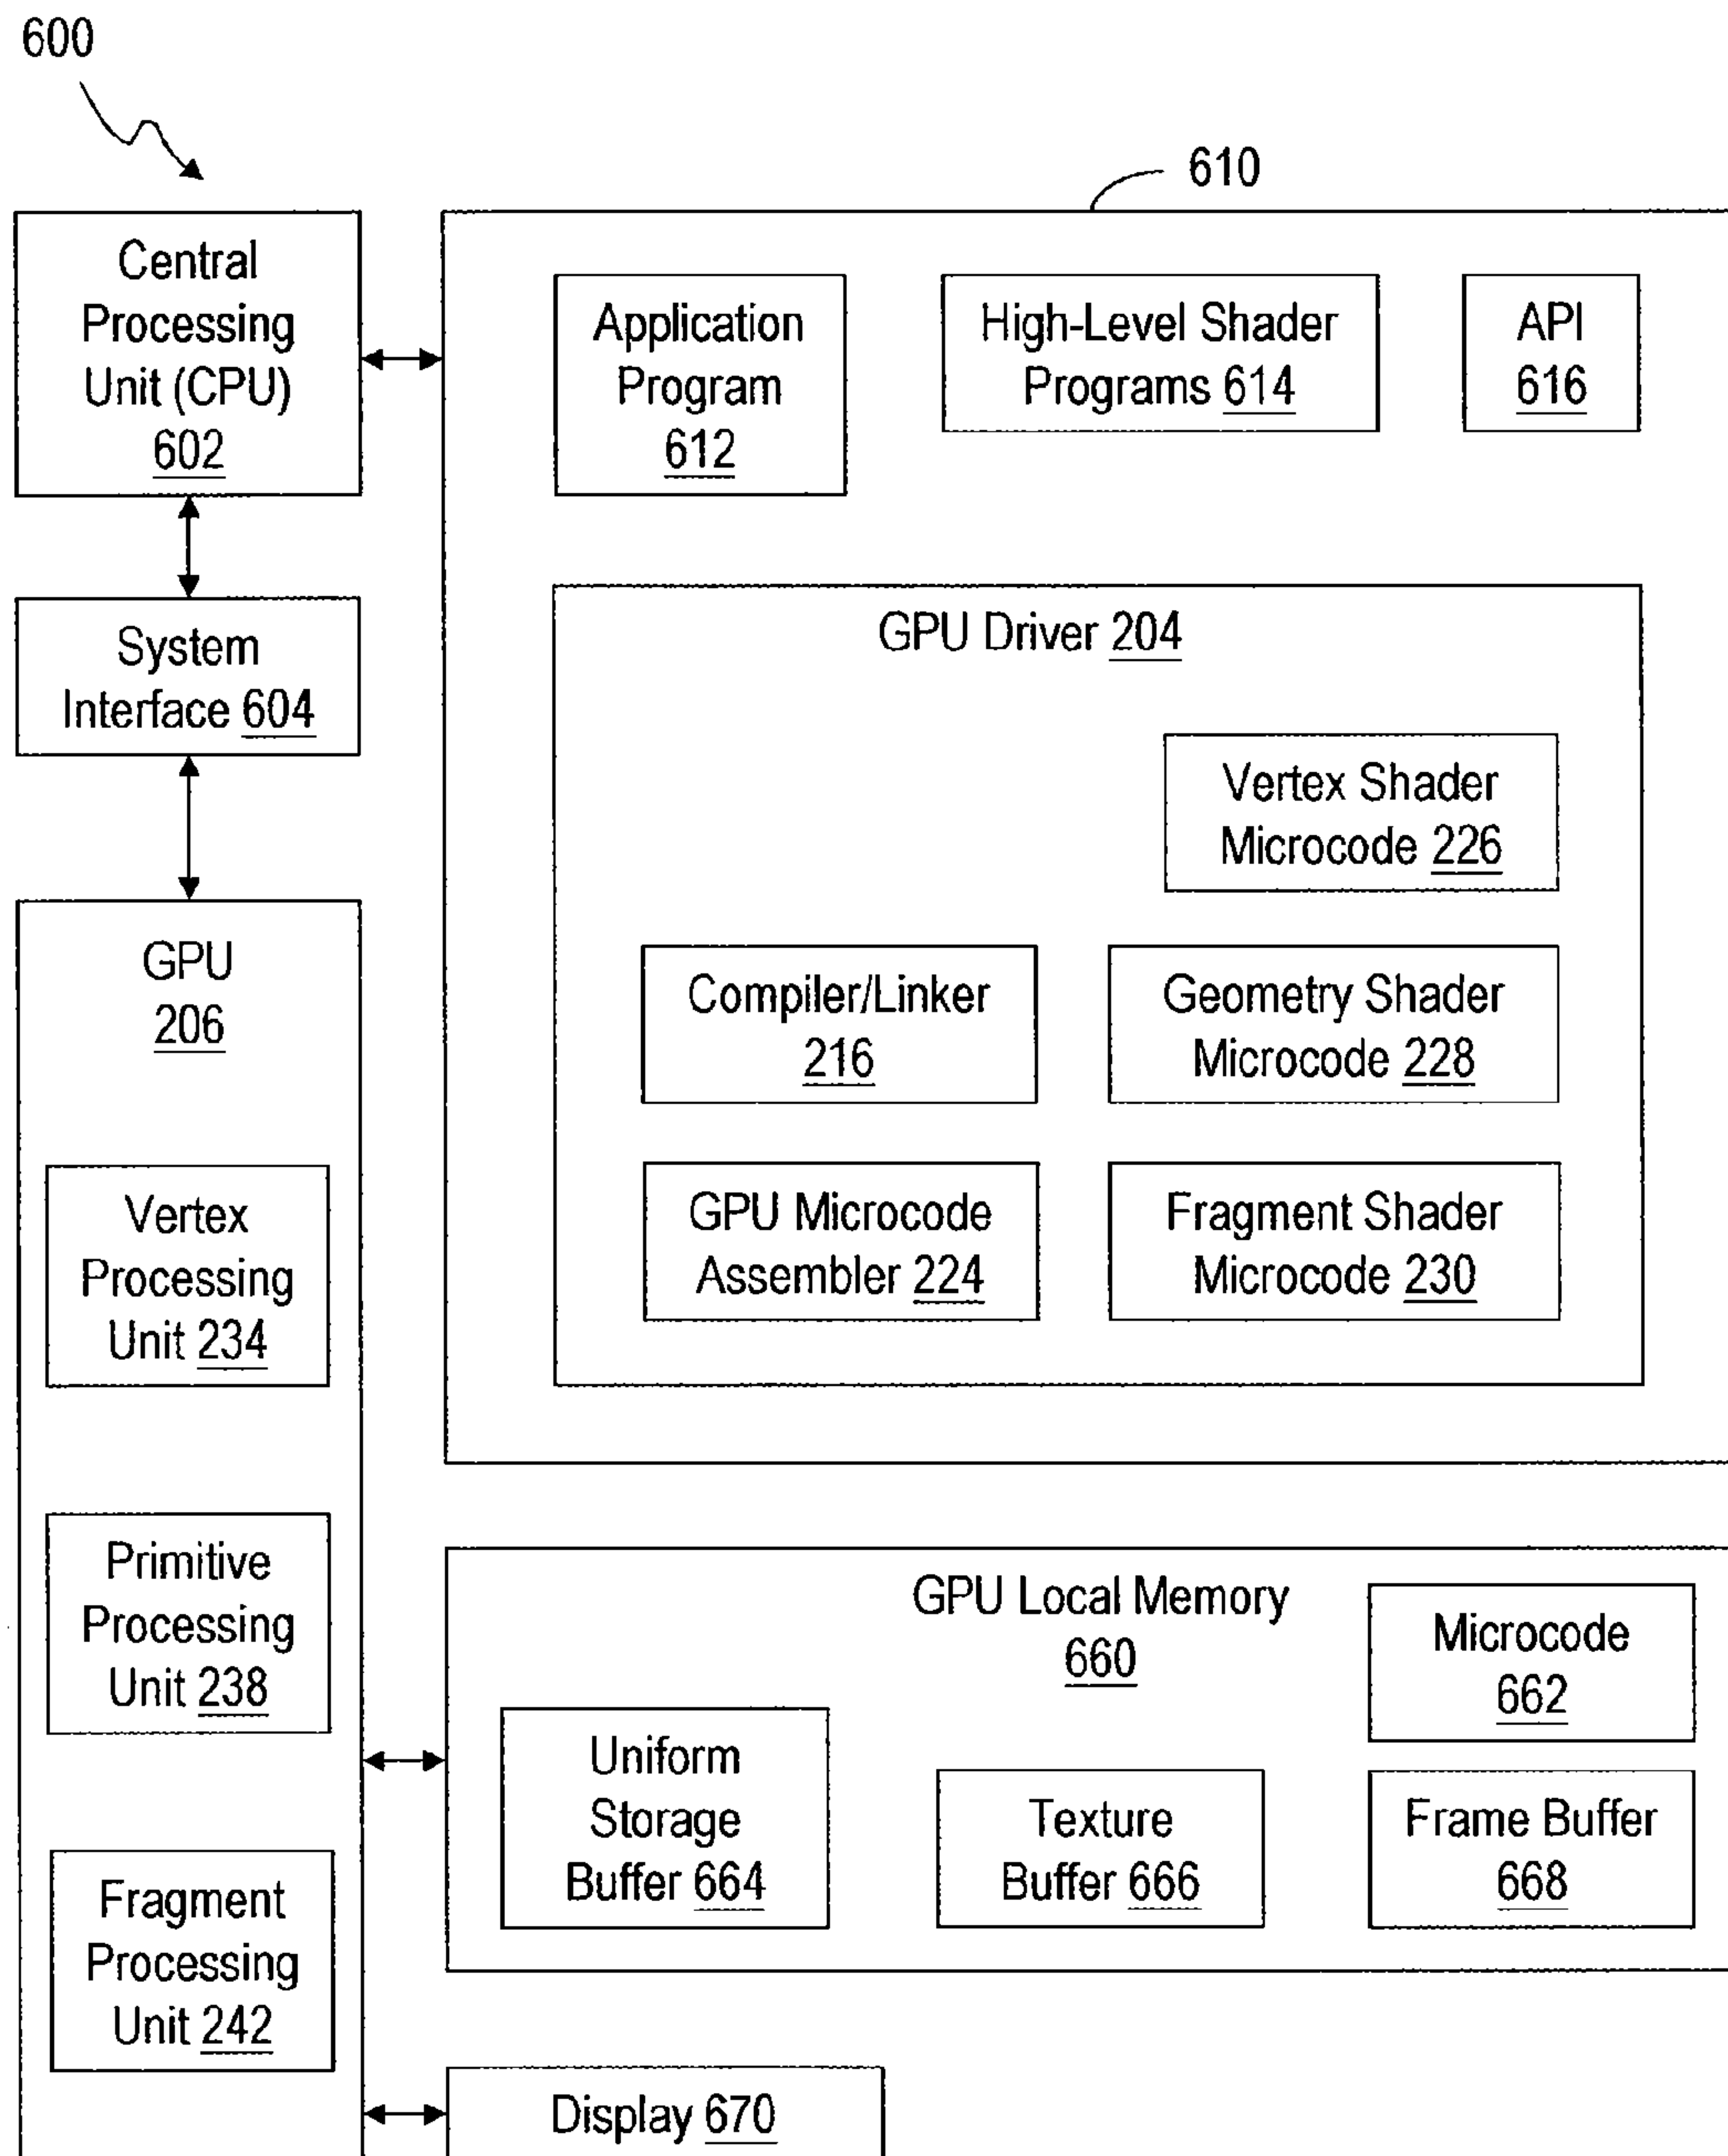 600
610
Central
Processing
Unit (CPU)
602
Application
Program
612
High-Level Shader
Programs 614
API
616
System
Interface 604
GPU Driver 204
Vertex Shader
Microcode 226
Compiler/Linker
216
Geometry Shader
Microcode 228
GPU Microcode
Assembler 224
Fragment Shader
Microcode 230
GPU
206
Vertex
Processing
Unit 234
Primitive
Processing
Unit 238
Fragment
Processing
Unit 242
GPU Local Memory
660
Microcode
662
Uniform
Storage
Buffer 664
Texture
Buffer 666
Frame Buffer
668
Display 670